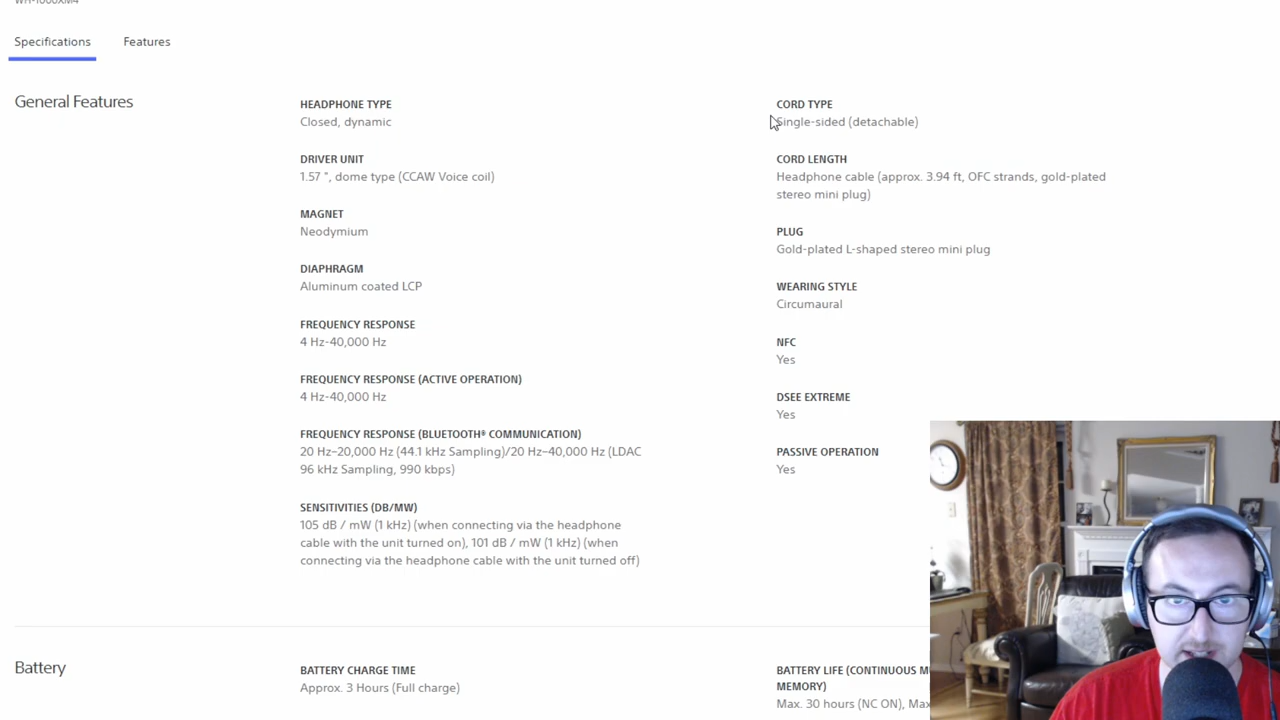 WH-1000XM4
Specifications
Features
General Features
HEADPHONE TYPE
Closed, dynamic
DRIVER UNIT
1.57 ", dome type (CCAW Voice coil)
MAGNET
Neodymium
DIAPHRAGM
Aluminum coated LCP
FREQUENCY RESPONSE
4 Hz-40,000 Hz
FREQUENCY RESPONSE (ACTIVE OPERATION)
4 Hz-40,000 Hz
FREQUENCY RESPONSE (BLUETOOTH® COMMUNICATION)
20 Hz–20,000 Hz (44.1 kHz Sampling)/20 Hz–40,000 Hz (LDAC
96 kHz Sampling, 990 kbps)
SENSITIVITIES (DB/MW)
105 dB / mW (1 kHz) (when connecting via the headphone
cable with the unit turned on), 101 dB / mW (1 kHz) (when
connecting via the headphone cable with the unit turned off)
CORD TYPE
Single-sided (detachable)
CORD LENGTH
Headphone cable (approx. 3.94 ft, OFC strands, gold-plated
stereo mini plug)
PLUG
Gold-plated L-shaped stereo mini plug
WEARING STYLE
Circumaural
NFC
Yes
DSEE EXTREME
Yes
PASSIVE OPERATION
Yes
Battery
BATTERY CHARGE TIME
Approx. 3 Hours (Full charge)
BATTERY LIFE (CONTINUOUS M
MEMORY)
Max. 30 hours (NC ON), Max